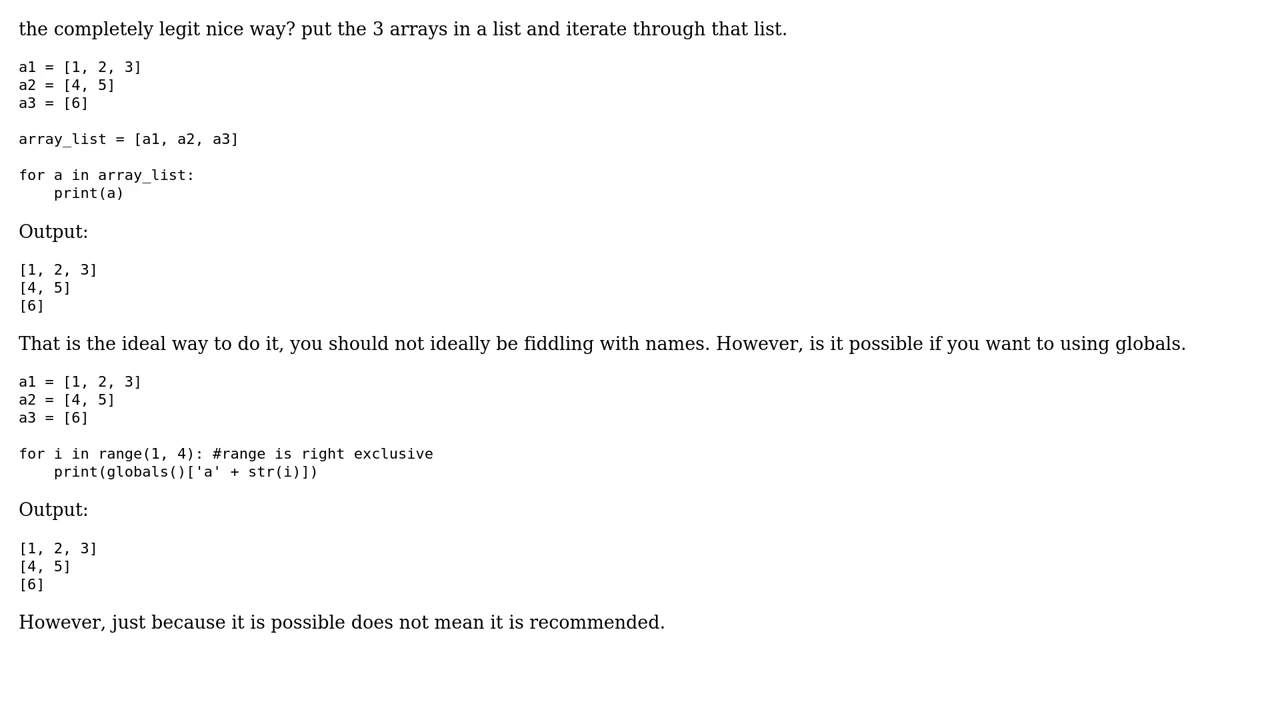 the completely legit nice way? put the 3 arrays in a list and iterate through that list.
a1 = [1, 2, 3]
a2 = [4, 5]
a3 = [6]
array_list = [a1, a2, a3]
for a in array_list:
    print(a)
Output:
[1, 2, 3]
[4, 5]
[6]
That is the ideal way to do it, you should not ideally be fiddling with names. However, is it possible if you want to using globals.
a1 = [1, 2, 3]
a2 = [4, 5]
a3 = [6]
for i in range(1, 4): #range is right exclusive
    print(globals()['a' + str(i)])
Output:
[1, 2, 3]
[4, 5]
[6]
However, just because it is possible does not mean it is recommended.